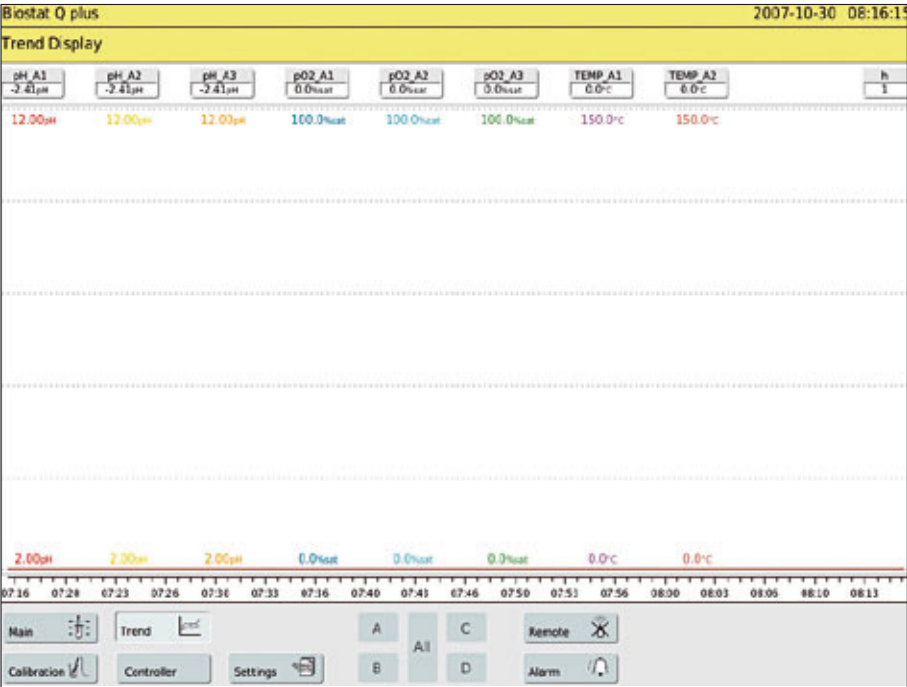 Biostat Q plus 2007-10-30 08:16:15
Trend Display
pH_A1 pH_A2 pH_A3 pO2_A1 pO2_A2 pO2_A3 TEMP_A1 TEMP_A2 h
-2.41pH -2.41pH -2.41pH 0.0%sat 0.0%sat 0.0%sat 0.0°C 0.0°C 1
12.00pH 12.00pH 12.00pH 100.0%sat 100.0%sat 100.0%sat 150.0°C 150.0°C
2.00pH 2.00pH 2.00pH 0.0%sat 0.0%sat 0.0%sat 0.0°C 0.0°C
07:16 07:20 07:23 07:26 07:30 07:33 07:16 07:40 07:43 07:46 07:50 07:53 07:56 08:00 08:03 08:06 08:10 08:13
Main Trend A All C Remote
Calibration Controller Settings B D Alarm